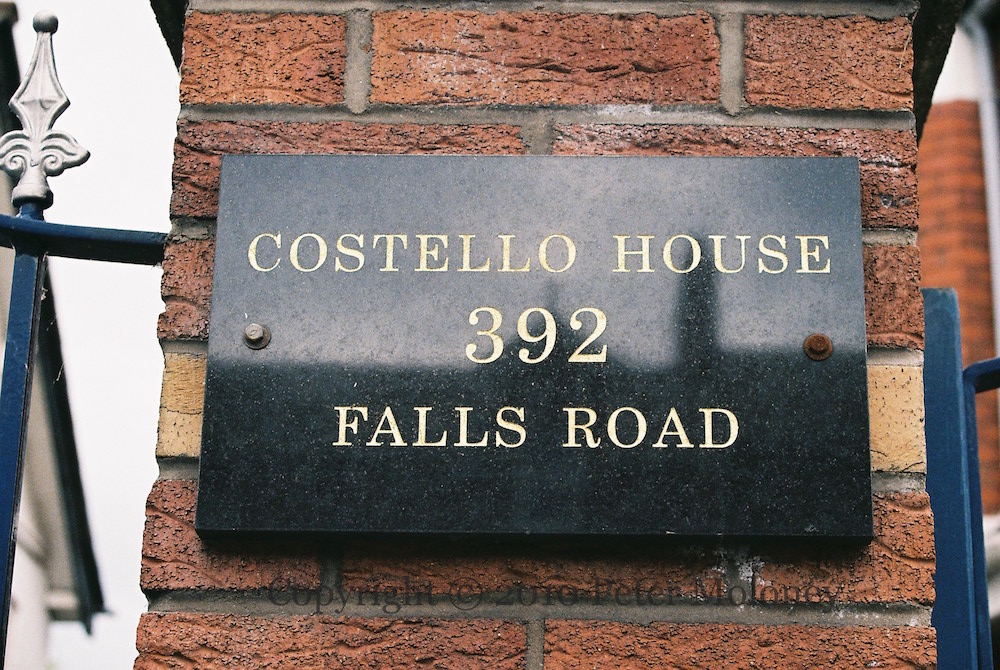 COSTELLO HOUSE
392
FALLS ROAD
Copyright © 2010 Peter Moloney